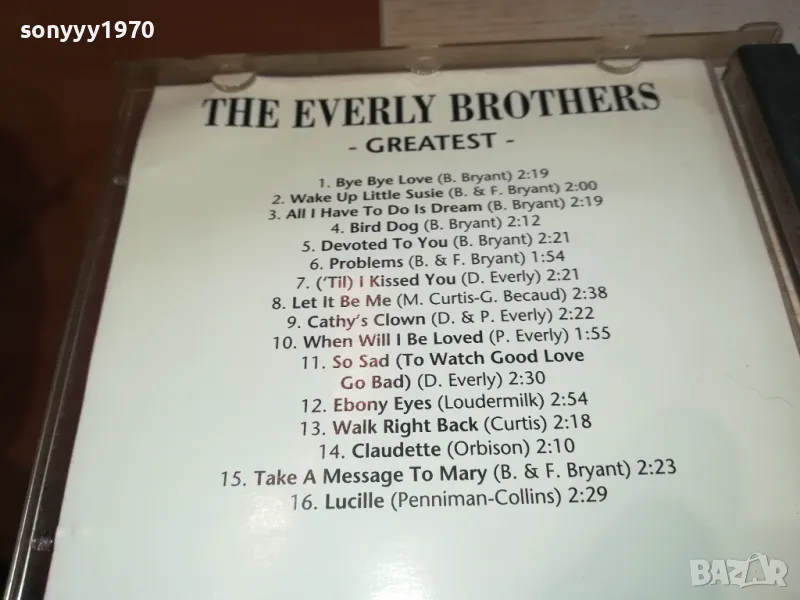 sonyyy1970
THE EVERLY BROTHERS
- GREATEST -
1. Bye Bye Love (B. Bryant) 2:19
2. Wake Up Little Susie (B. & F. Bryant) 2:00
3. All I Have To Do Is Dream (B. Bryant) 2:19
4. Bird Dog (B. Bryant) 2:12
5. Devoted To You (B. Bryant) 2:21
6. Problems (B. & F. Bryant) 1:54
7. ('Til) I Kissed You (D. Everly) 2:21
8. Let It Be Me (M. Curtis-G. Becaud) 2:38
9. Cathy's Clown (D. & P. Everly) 2:22
10. When Will I Be Loved (P. Everly) 1:55
11. So Sad (To Watch Good Love
Go Bad) (D. Everly) 2:30
12. Ebony Eyes (Loudermilk) 2:54
13. Walk Right Back (Curtis) 2:18
14. Claudette (Orbison) 2:10
15. Take A Message To Mary (B. & F. Bryant) 2:23
16. Lucille (Penniman-Collins) 2:29
BAZAR